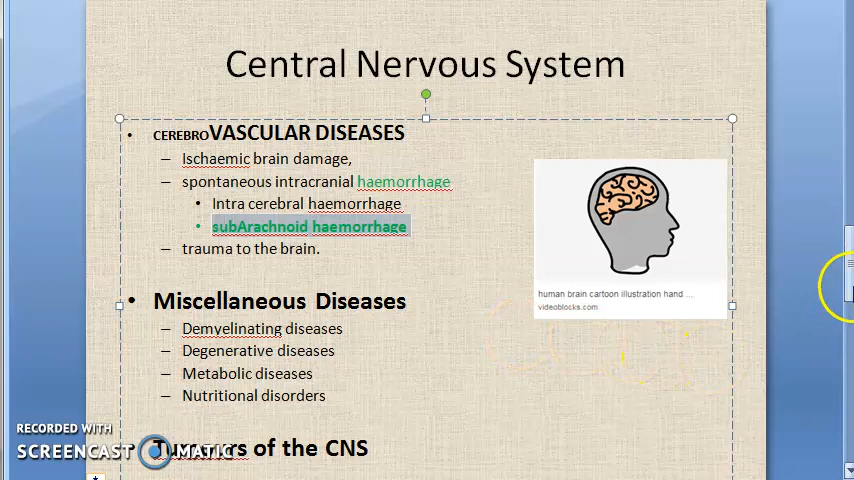 Central Nervous System
• CEREBROVASCULAR DISEASES
– Ischaemic brain damage,
– spontaneous intracranial haemorrhage
• Intra cerebral haemorrhage
• subArachnoid haemorrhage
– trauma to the brain.
• Miscellaneous Diseases
– Demyelinating diseases
– Degenerative diseases
– Metabolic diseases
– Nutritional disorders
Tumours of the CNS
human brain cartoon illustration hand ...
videoblocks.com
RECORDED WITH
SCREENCAST MATIC